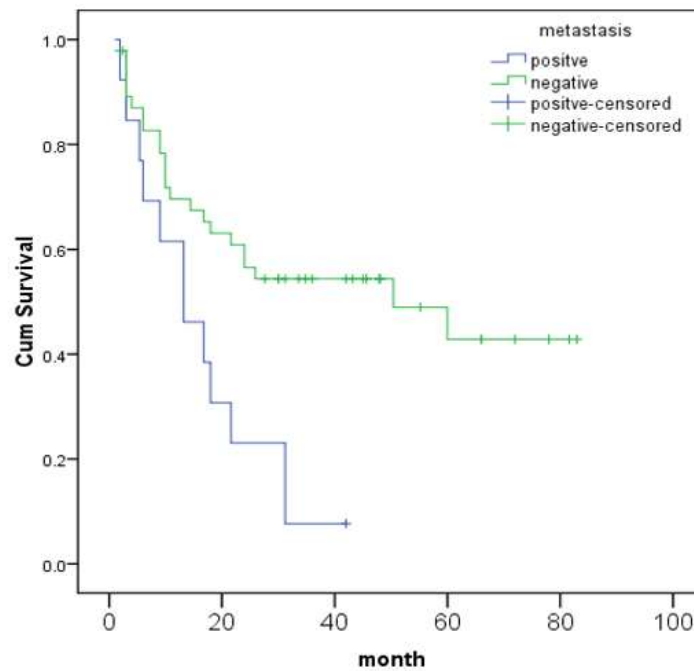 metastasis
positve
negative
positve-censored
negative-censored
1.0
0.8
0.6
0.4
0.2
0.0
Cum Survival
0
20
40
60
80
100
month